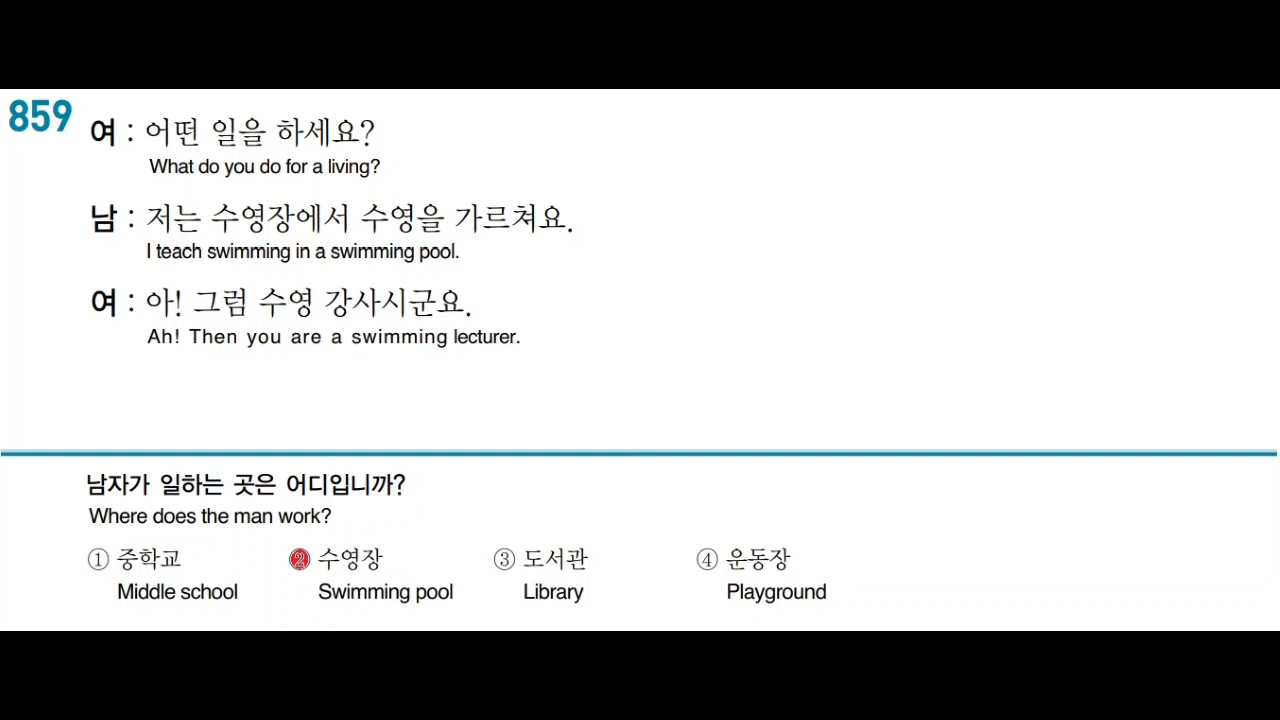 859
여 : 어떤 일을 하세요?
What do you do for a living?
남 : 저는 수영장에서 수영을 가르쳐요.
I teach swimming in a swimming pool.
여 : 아! 그럼 수영 강사시군요.
Ah! Then you are a swimming lecturer.
남자가 일하는 곳은 어디입니까?
Where does the man work?
① 중학교 ② 수영장 ③ 도서관 ④ 운동장
Middle school Swimming pool Library Playground